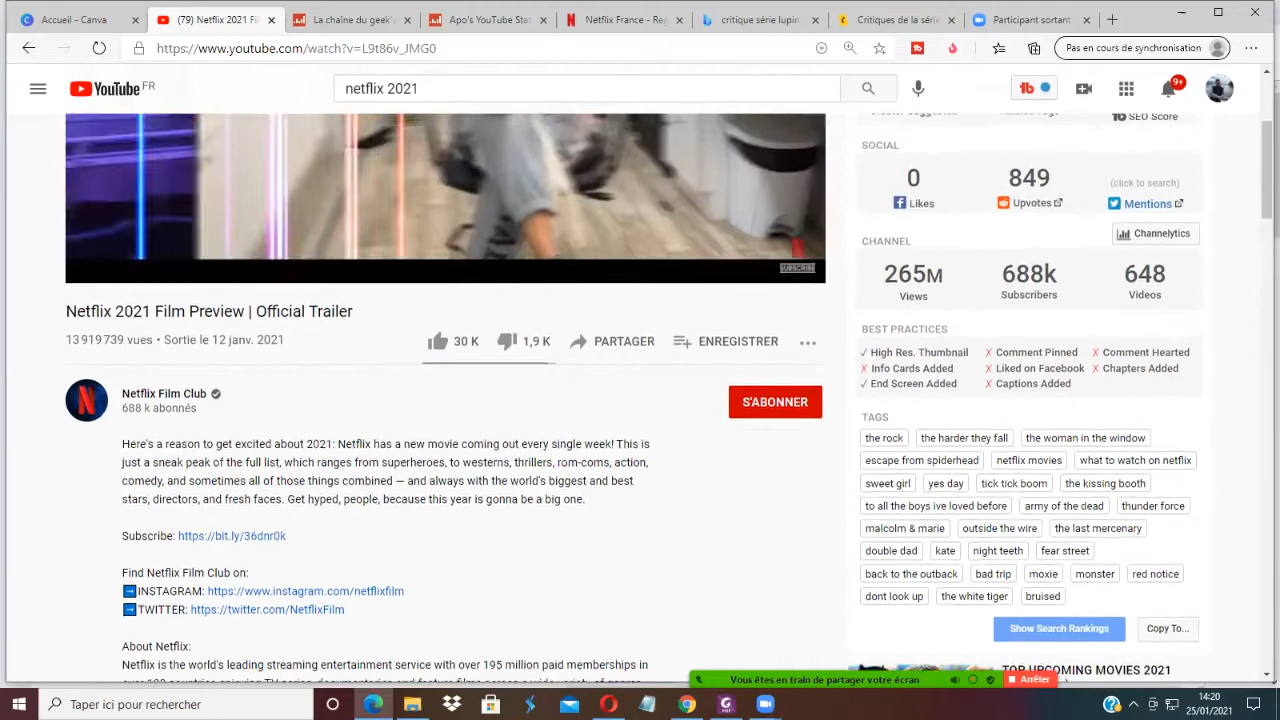 Accueil - Canva
(79) Netflix 2021 Fi
La chaîne du geek's
Apo's YouTube Sta
Netflix France - Reg
critique série lupin
Critiques de la série
Participant sortant
https://www.youtube.com/watch?v=L9t86v_JMG0
Pas en cours de synchronisation
YouTube FR
netflix 2021
tb
9+
SEO Score
SOCIAL
0
849
(click to search)
Likes
Upvotes
Mentions
CHANNEL
Channelytics
265M
688k
648
Views
Subscribers
Videos
SUBSCRIBE
Netflix 2021 Film Preview | Official Trailer
13 919 739 vues • Sortie le 12 janv. 2021
30 K
1,9 K
PARTAGER
ENREGISTRER
BEST PRACTICES
✓ High Res. Thumbnail
X Comment Pinned
X Comment Hearted
X Info Cards Added
X Liked on Facebook
X Chapters Added
✓ End Screen Added
X Captions Added
Netflix Film Club
688 k abonnés
S'ABONNER
Here's a reason to get excited about 2021: Netflix has a new movie coming out every single week! This is
just a sneak peak of the full list, which ranges from superheroes, to westerns, thrillers, rom-coms, action,
comedy, and sometimes all of those things combined — and always with the world's biggest and best
stars, directors, and fresh faces. Get hyped, people, because this year is gonna be a big one.
Subscribe: https://bit.ly/36dnr0k
Find Netflix Film Club on:
INSTAGRAM: https://www.instagram.com/netflixfilm
TWITTER: https://twitter.com/NetflixFilm
About Netflix:
Netflix is the world's leading streaming entertainment service with over 195 million paid memberships in
TAGS
the rock
the harder they fall
the woman in the window
escape from spiderhead
netflix movies
what to watch on netflix
sweet girl
yes day
tick tick boom
the kissing booth
to all the boys ive loved before
army of the dead
thunder force
malcolm & marie
outside the wire
the last mercenary
double dad
kate
night teeth
fear street
back to the outback
bad trip
moxie
monster
red notice
dont look up
the white tiger
bruised
Show Search Rankings
Copy To...
TOP UPCOMING MOVIES 2021
Vous êtes en train de partager votre écran
Arrêter
Taper ici pour rechercher
14:20
25/01/2021